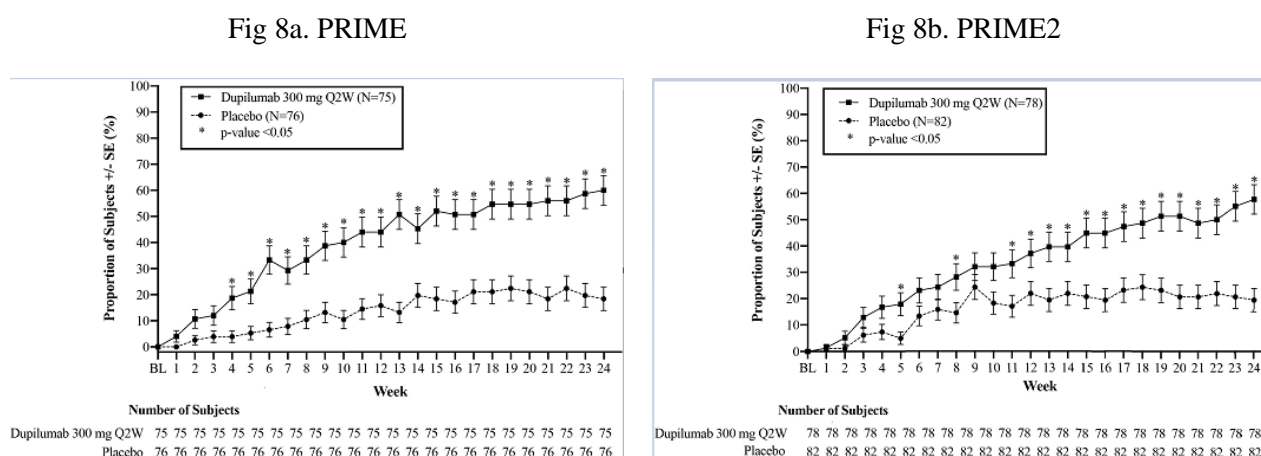 Fig 8a. PRIME
100
90
80
70
60
50
40
30
20
10
0
Proportion of Subjects +/- SE (%)
Dupilumab 300 mg Q2W (N=75)
Placebo (N=76)
* p-value <0.05
* * * * * * * * * * * * * * * * * * * * *
BL 1 2 3 4 5 6 7 8 9 10 11 12 13 14 15 16 17 18 19 20 21 22 23 24
Week
Number of Subjects
Dupilumab 300 mg Q2W 75 75 75 75 75 75 75 75 75 75 75 75 75 75 75 75 75 75 75 75 75 75 75 75 75
Placebo 76 76 76 76 76 76 76 76 76 76 76 76 76 76 76 76 76 76 76 76 76 76 76 76 76
Fig 8b. PRIME2
100
90
80
70
60
50
40
30
20
10
0
Proportion of Subjects +/- SE (%)
Dupilumab 300 mg Q2W (N=78)
Placebo (N=82)
* p-value <0.05
* * * * * * * * * * * * * * * *
BL 1 2 3 4 5 6 7 8 9 10 11 12 13 14 15 16 17 18 19 20 21 22 23 24
Week
Number of Subjects
Dupilumab 300 mg Q2W 78 78 78 78 78 78 78 78 78 78 78 78 78 78 78 78 78 78 78 78 78 78 78 78 78
Placebo 82 82 82 82 82 82 82 82 82 82 82 82 82 82 82 82 82 82 82 82 82 82 82 82 82